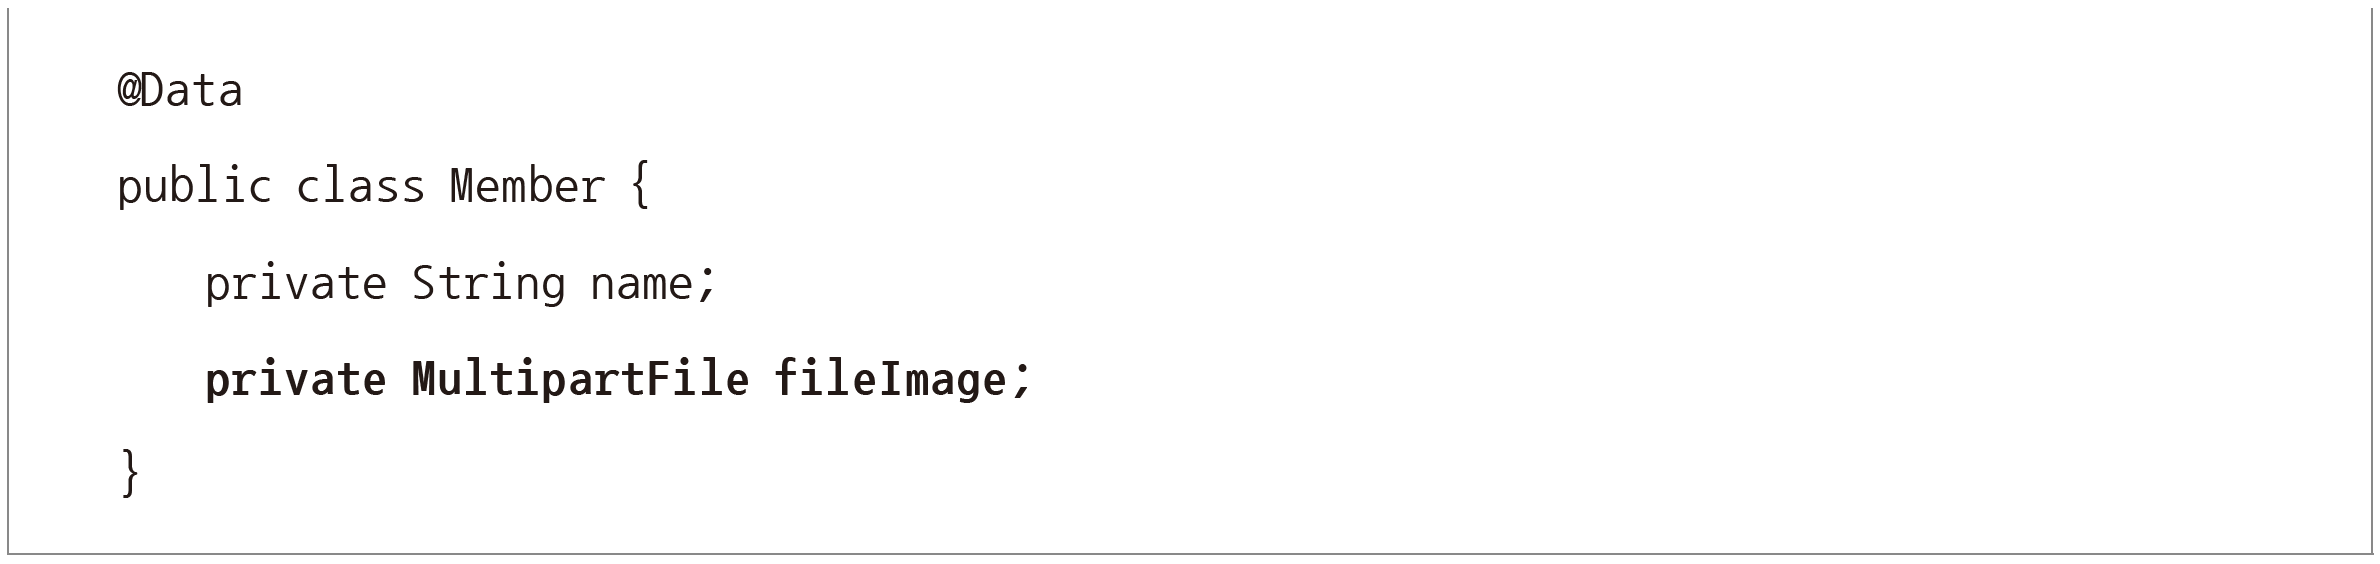 @Data
public class Member {
private String name;
private MultipartFile fileImage;
}